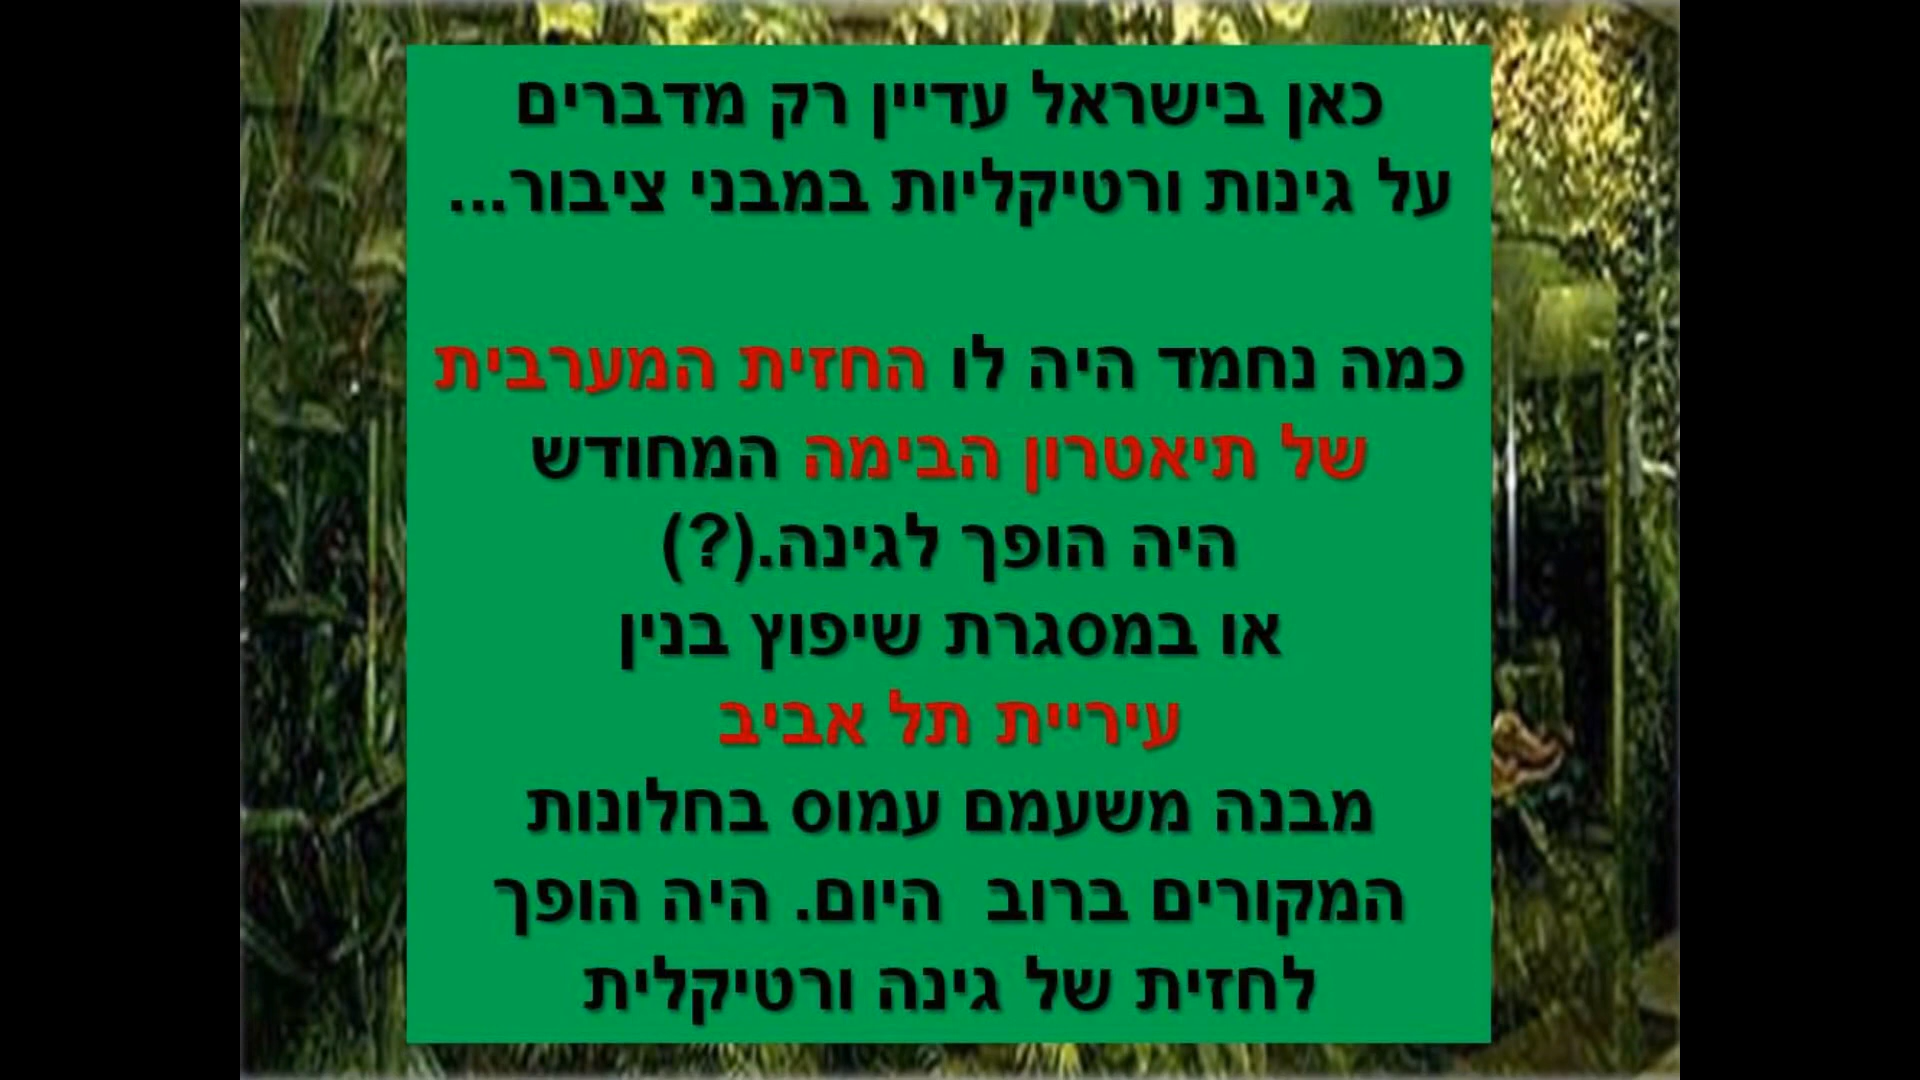 כאן בישראל עדיין רק מדברים
על גינות ורטיקליות במבני ציבור...
כמה נחמד היה לו החזית המערבית
של תיאטרון הבימה המחודש
היה הופך לגינה.(?)
או במסגרת שיפוץ בנין
עיריית תל אביב
מבנה משעמם עמוס בחלונות
המקורים ברוב  היום. היה הופך
לחזית של גינה ורטיקלית